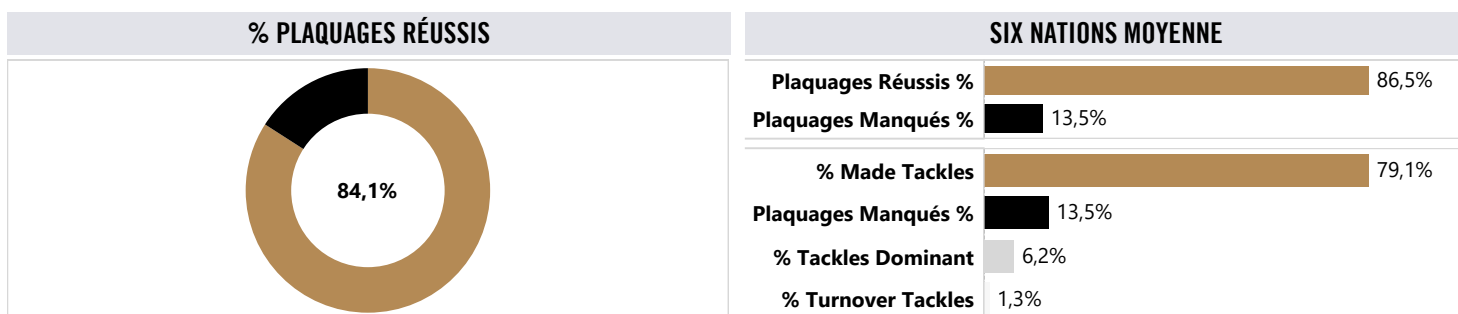 % PLAQUAGES RÉUSSIS
84,1%
SIX NATIONS MOYENNE
Plaquages Réussis % 86,5%
Plaquages Manqués % 13,5%
% Made Tackles 79,1%
Plaquages Manqués % 13,5%
% Tackles Dominant 6,2%
% Turnover Tackles 1,3%